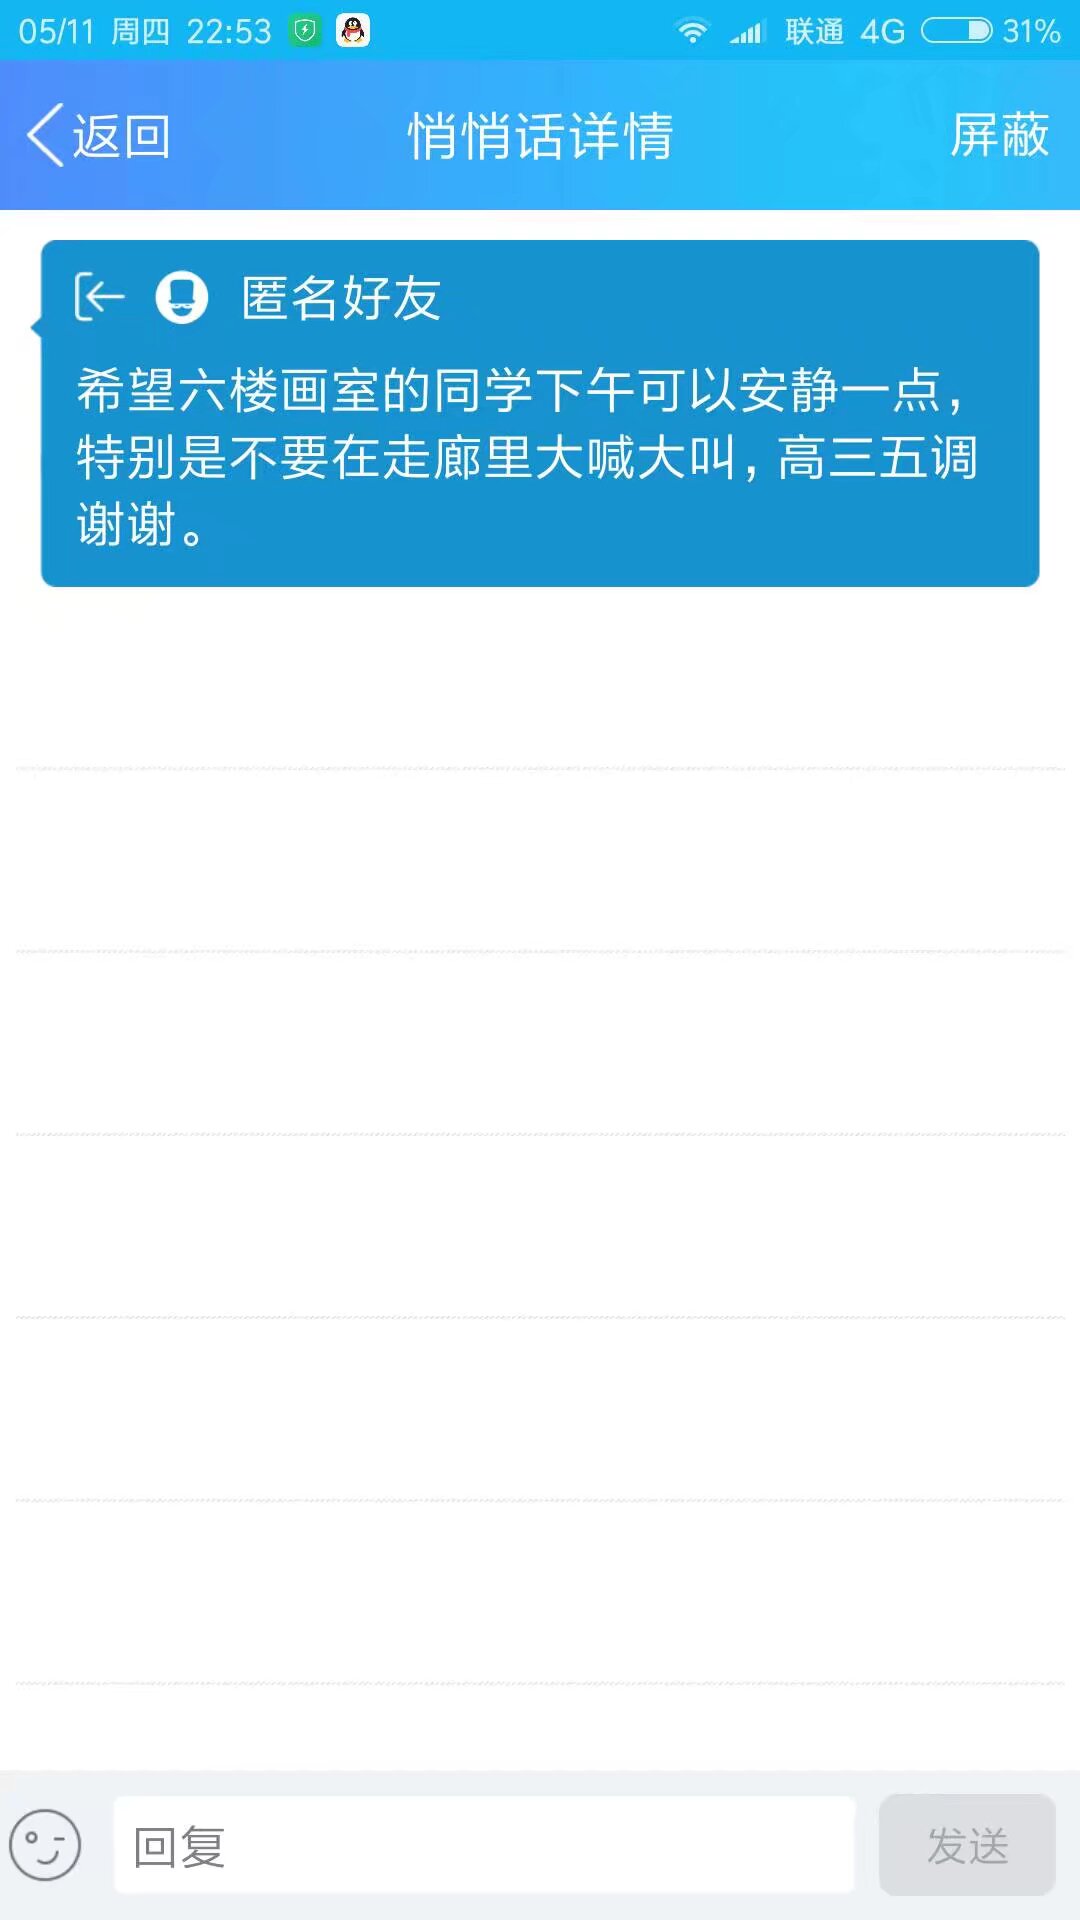 05/11 周四 22:53 联通 4G 31%
返回 悄悄话详情 屏蔽
匿名好友
希望六楼画室的同学下午可以安静一点，
特别是不要在走廊里大喊大叫，高三五调
谢谢。
回复 发送